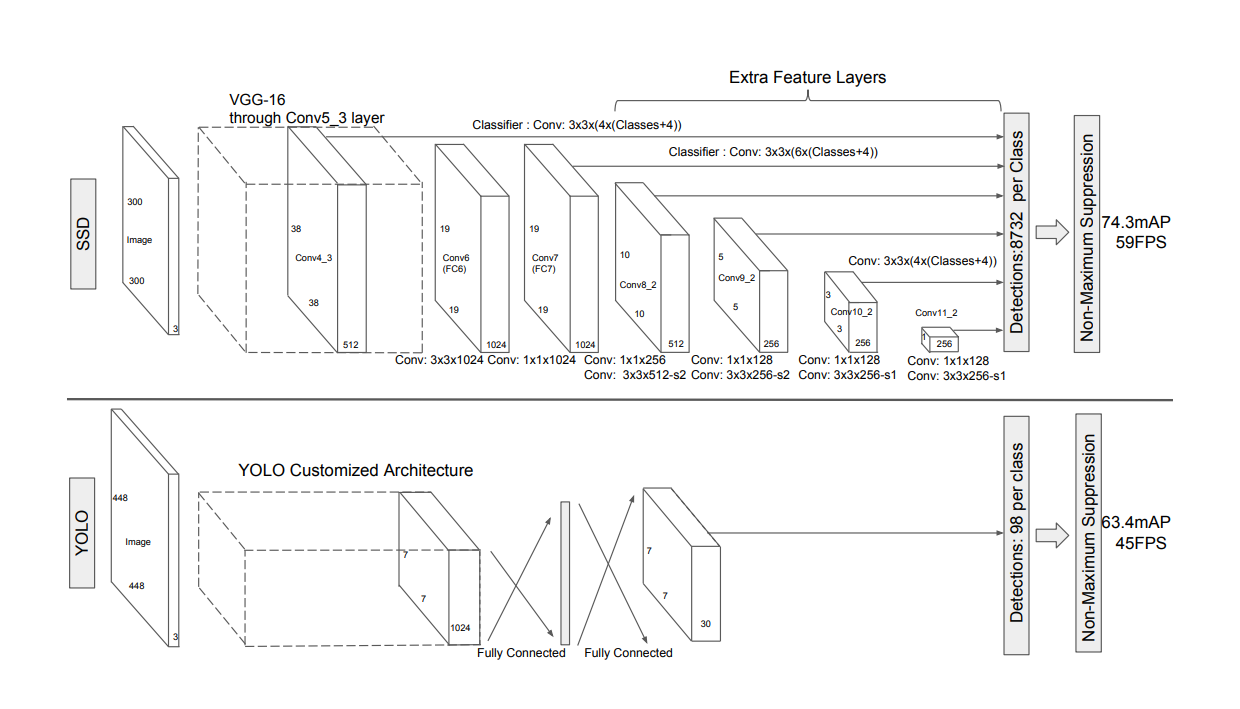 Extra Feature Layers
VGG-16
through Conv5_3 layer
Classifier : Conv: 3x3x(4x(Classes+4))
Classifier : Conv: 3x3x(6x(Classes+4))
SSD
300
Image
300
3
38
Conv4_3
38
512
19
Conv6
(FC6)
19
1024
19
Conv7
(FC7)
19
1024
10
Conv8_2
10
512
5
Conv9_2
5
256
Conv: 3x3x(4x(Classes+4))
3
Conv10_2
3
256
Conv11_2
1
256
Conv: 3x3x1024
Conv: 1x1x1024
Conv: 1x1x256
Conv: 3x3x512-s2
Conv: 1x1x128
Conv: 3x3x256-s2
Conv: 1x1x128
Conv: 3x3x256-s1
Conv: 1x1x128
Conv: 3x3x256-s1
Detections:8732 per Class
Non-Maximum Suppression
74.3mAP
59FPS
YOLO
448
Image
448
3
YOLO Customized Architecture
7
7
1024
Fully Connected
Fully Connected
7
7
30
Detections: 98 per class
Non-Maximum Suppression
63.4mAP
45FPS